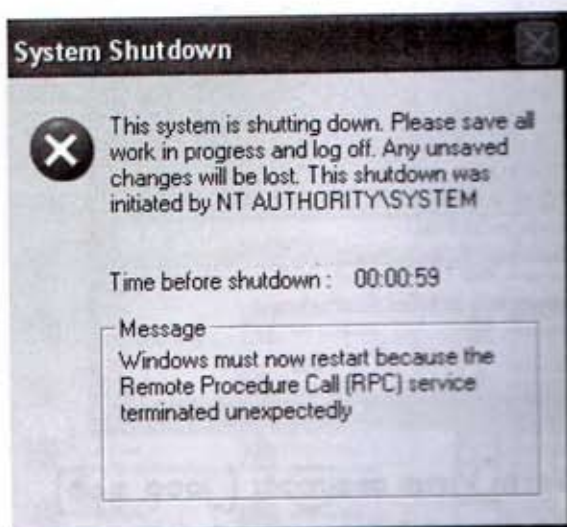 System Shutdown
This system is shutting down. Please save all
work in progress and log off. Any unsaved
changes will be lost. This shutdown was
initiated by NT AUTHORITY\SYSTEM
Time before shutdown : 00:00:59
Message
Windows must now restart because the
Remote Procedure Call (RPC) service
terminated unexpectedly